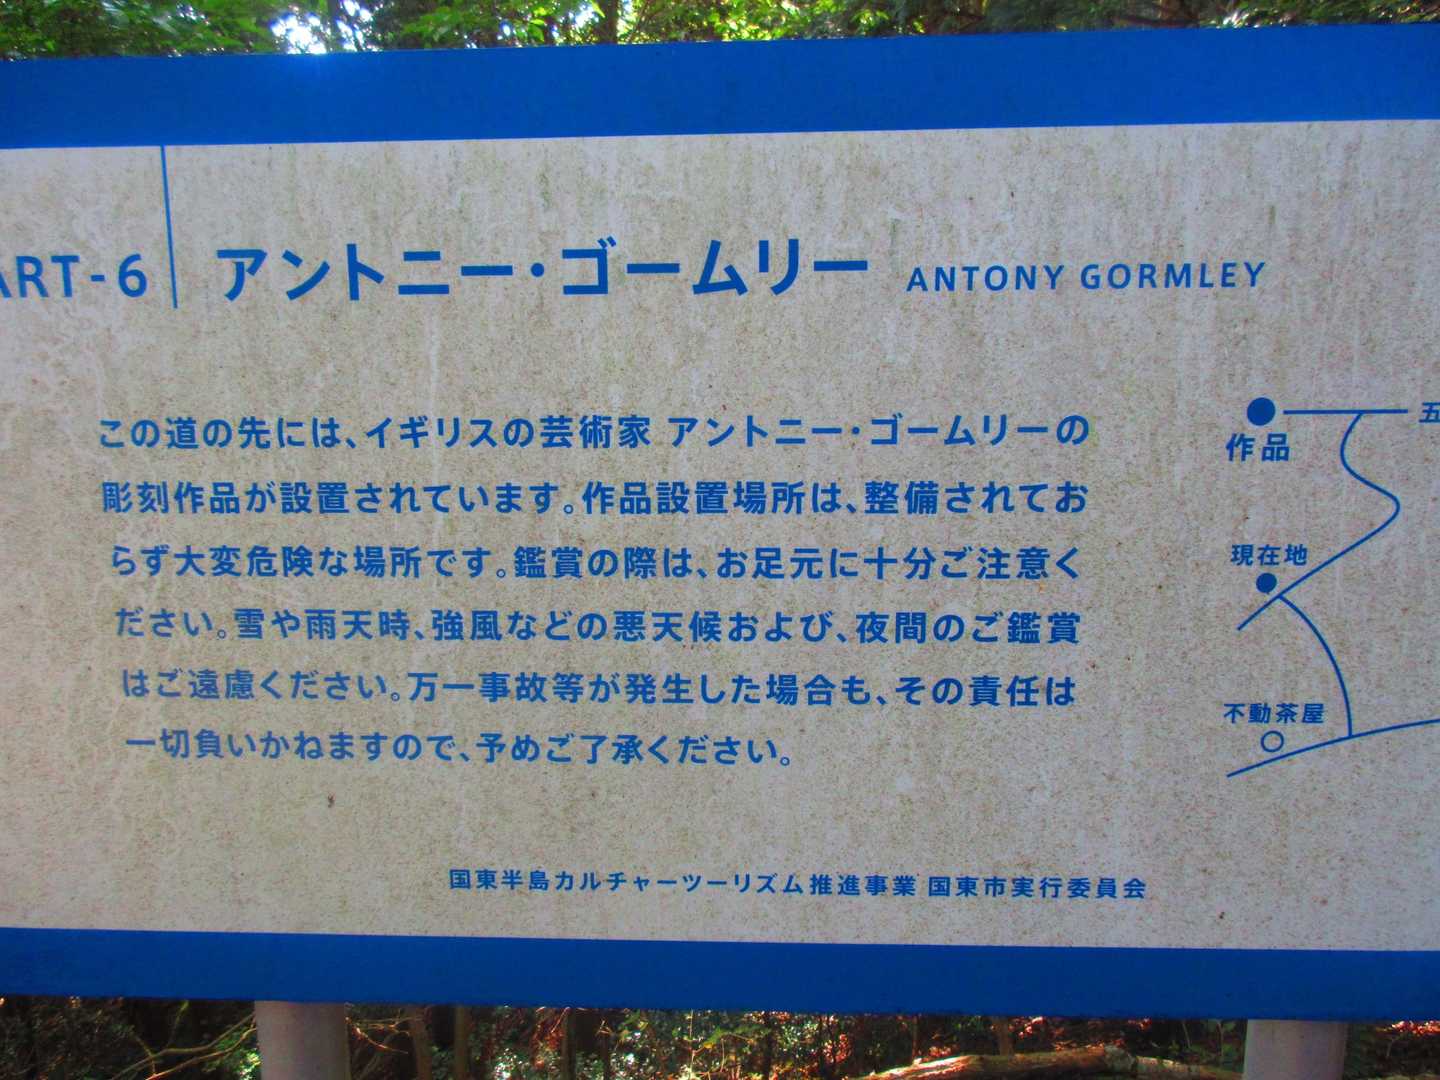 ART-6
アントニー・ゴームリー ANTONY GORMLEY
この道の先には、イギリスの芸術家 アントニー・ゴームリーの
彫刻作品が設置されています。作品設置場所は、整備されてお
らず大変危険な場所です。鑑賞の際は、お足元に十分ご注意く
ださい。雪や雨天時、強風などの悪天候および、夜間のご鑑賞
はご遠慮ください。万一事故等が発生した場合も、その責任は
一切負いかねますので、予めご了承ください。
国東半島カルチャーツーリズム推進事業 国東市実行委員会
五
作品
現在地
不動茶屋